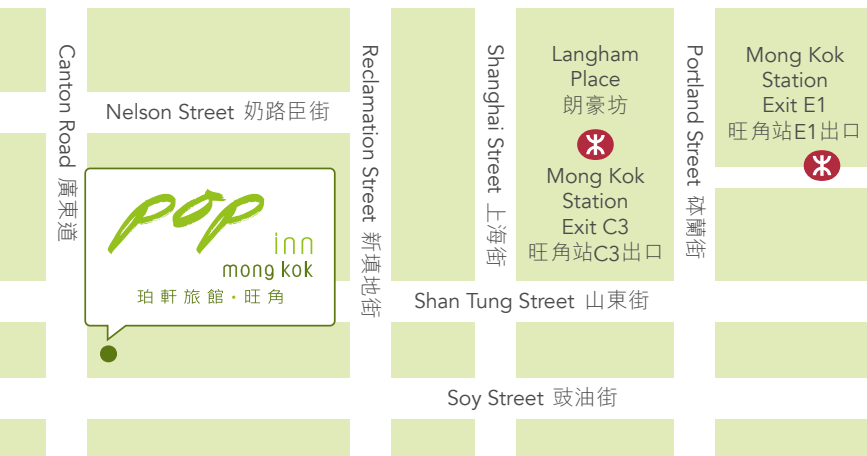 Canton Road 廣東道
Nelson Street 奶路臣街
Reclamation Street 新填地街
Shanghai Street 上海街
Langham
Place
朗豪坊
Mong Kok
Station
Exit C3
旺角站C3出口
Portland Street 砵蘭街
Mong Kok
Station
Exit E1
旺角站E1出口
pop
inn
mong kok
珀軒旅館·旺角
Shan Tung Street 山東街
Soy Street 豉油街